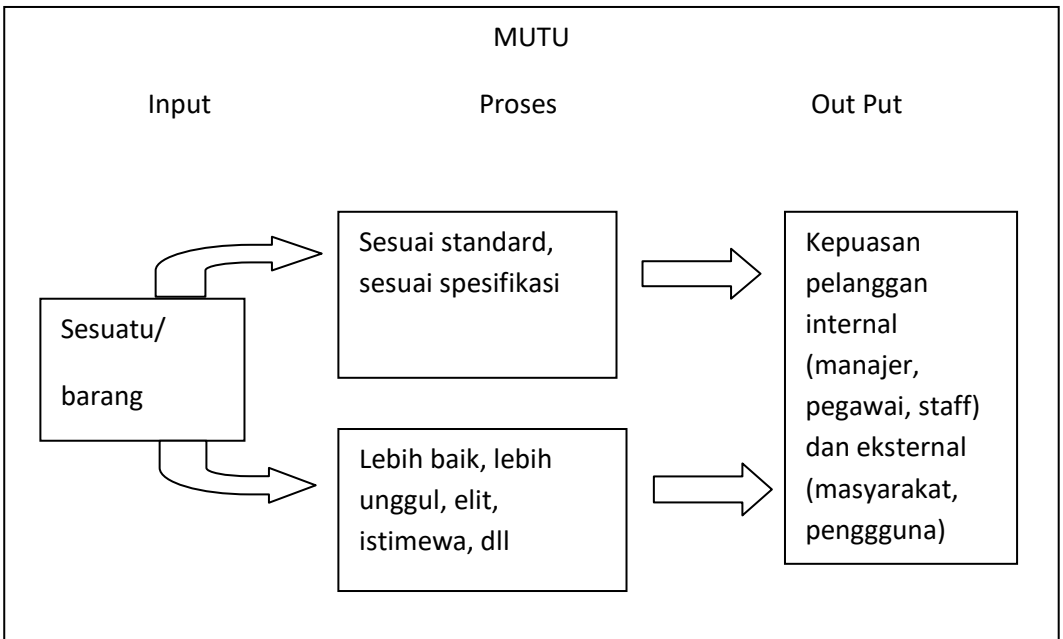 MUTU
Input Proses Out Put
Sesuatu/
barang
Sesuai standard,
sesuai spesifikasi
Lebih baik, lebih
unggul, elit,
istimewa, dll
Kepuasan
pelanggan
internal
(manajer,
pegawai, staff)
dan eksternal
(masyarakat,
penggguna)